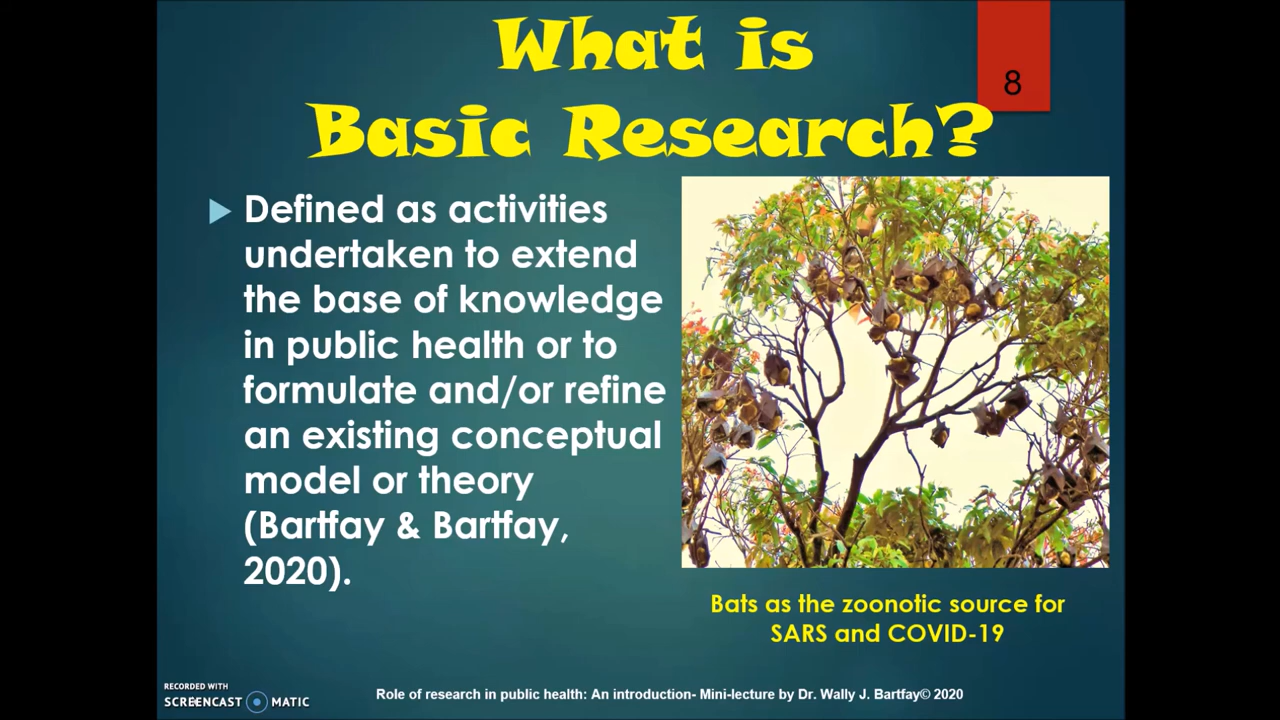 What is
Basic Research?
8
Defined as activities
undertaken to extend
the base of knowledge
in public health or to
formulate and/or refine
an existing conceptual
model or theory
(Bartfay & Bartfay,
2020).
Bats as the zoonotic source for
SARS and COVID-19
RECORDED WITH
SCREENCAST MATIC
Role of research in public health: An introduction- Mini-lecture by Dr. Wally J. Bartfay© 2020